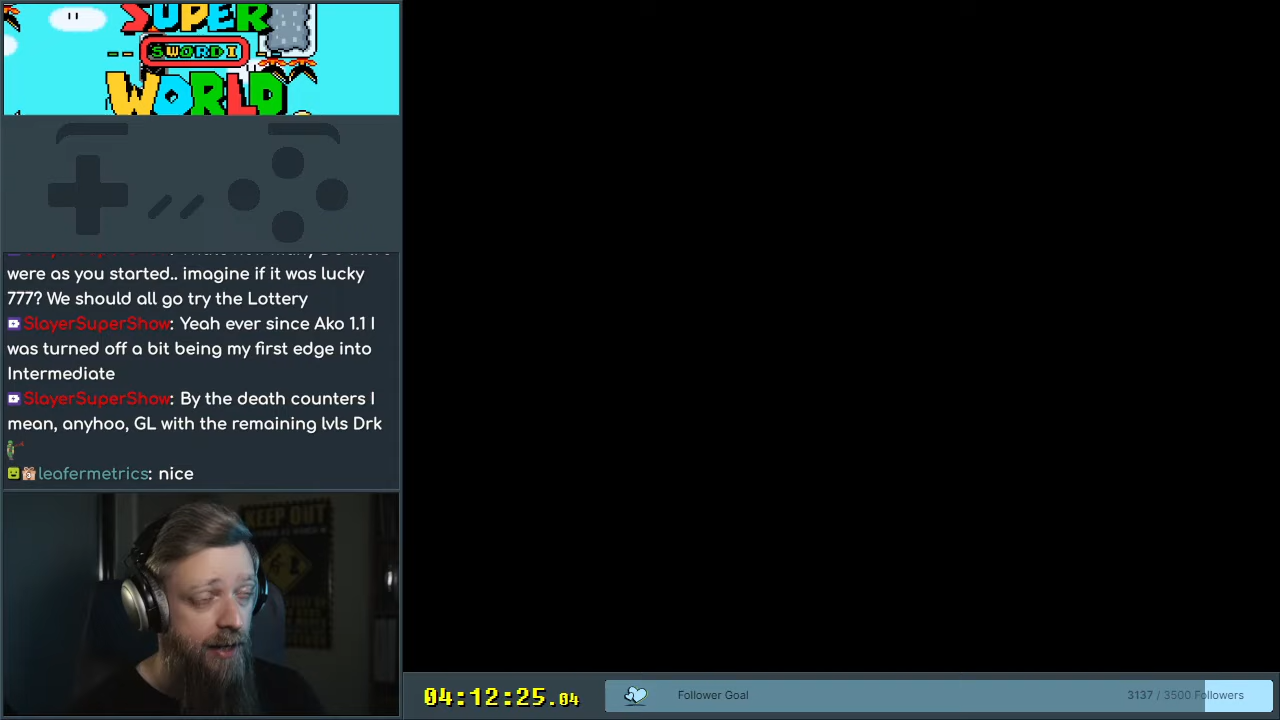 SUPER
-- SWORDI --
WORLD
were as you started.. imagine if it was lucky
777? We should all go try the Lottery
SlayerSuperShow: Yeah ever since Ako 1.1 I
was turned off a bit being my first edge into
Intermediate
SlayerSuperShow: By the death counters I
mean, anyhoo, GL with the remaining lvls Drk
leafermetrics: nice
KEEP OUT
04:12:25.04
Follower Goal
3137 / 3500 Followers